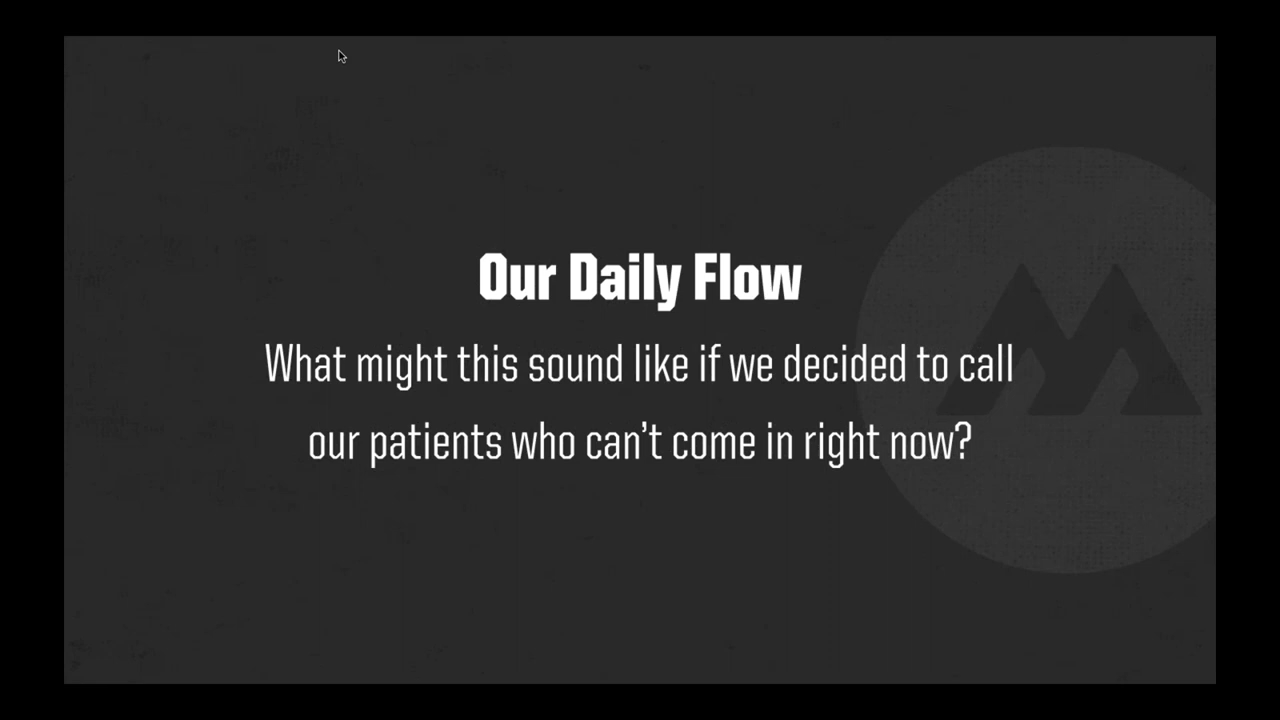 Our Daily Flow
What might this sound like if we decided to call
our patients who can’t come in right now?